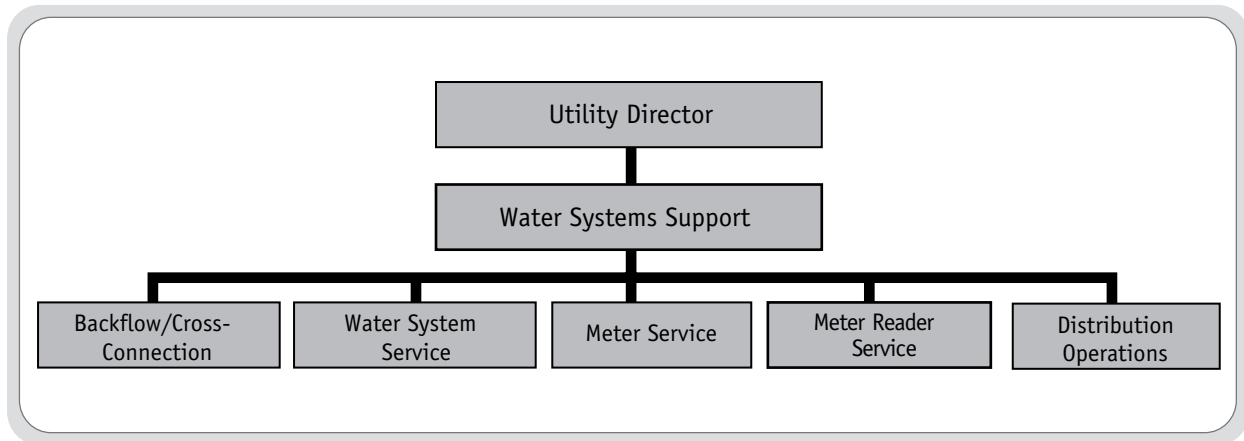 Utility Director
Water Systems Support
Backflow/Cross-
Connection
Water System
Service
Meter Service
Meter Reader
Service
Distribution
Operations